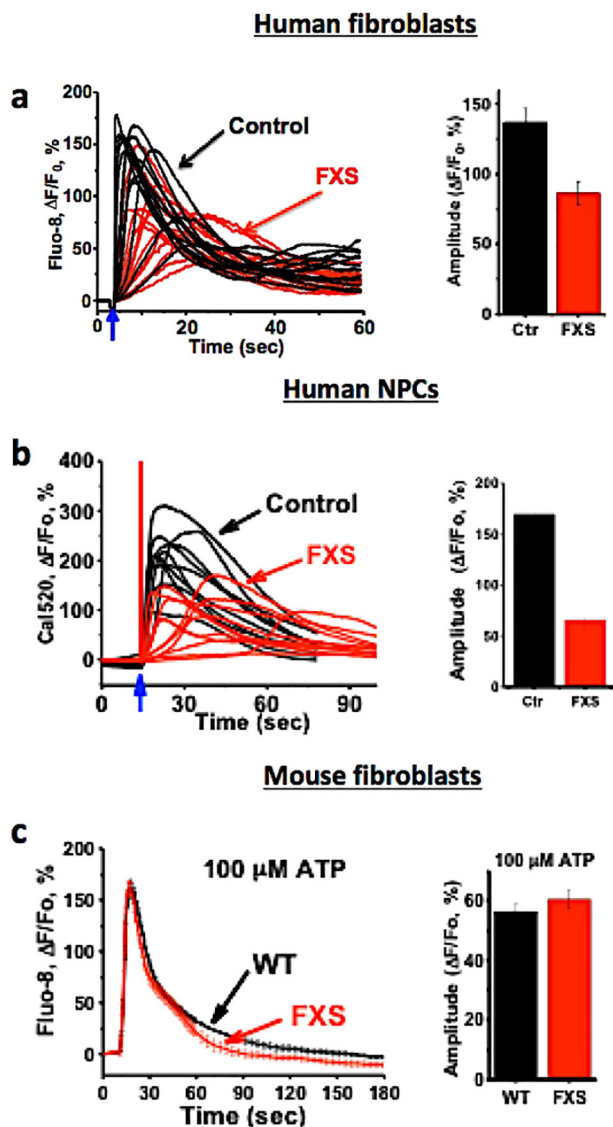 Human fibroblasts
a
Fluo-8, ΔF/F₀, %
200
150
100
50
0
Control
FXS
0 20 40 60
Time (sec)
Amplitude (ΔF/F₀, %)
150
100
50
0
Ctr FXS
Human NPCs
b
Cal520, ΔF/Fo, %
400
300
200
100
0
Control
FXS
0 30 60 90
Time (sec)
Amplitude (ΔF/Fo, %)
200
150
100
50
0
Ctr FXS
Mouse fibroblasts
c
Fluo-8, ΔF/Fo, %
200
150
100
50
0
100 µM ATP
WT
FXS
0 30 60 90 120 150 180
Time (sec)
100 µM ATP
Amplitude (ΔF/Fo, %)
60
40
20
0
WT FXS